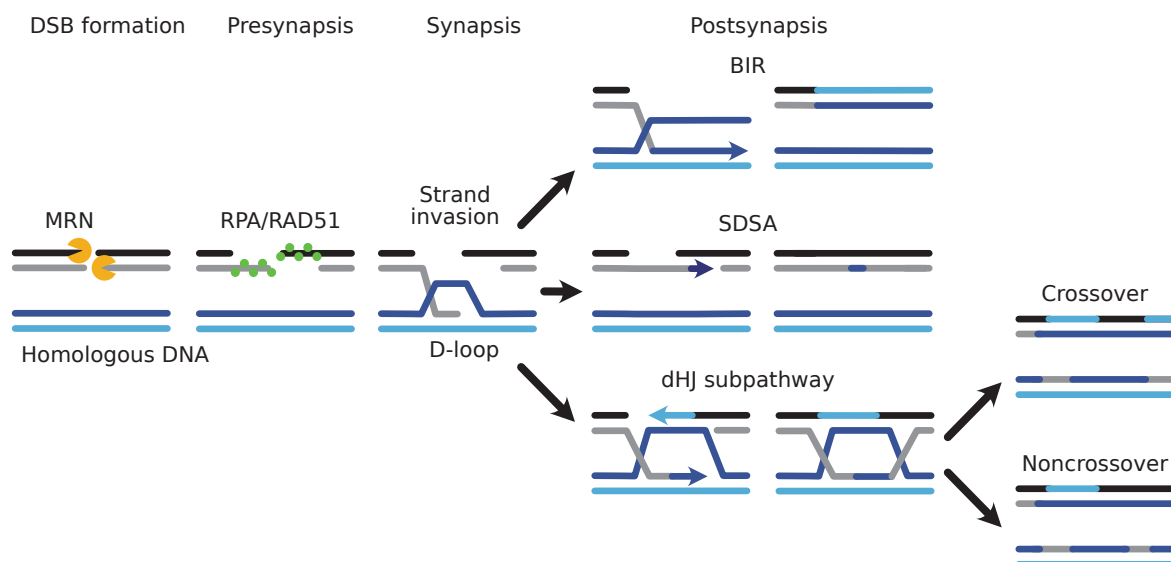 DSB formation
Presynapsis
Synapsis
Postsynapsis
BIR
MRN
RPA/RAD51
Strand
invasion
SDSA
Homologous DNA
D-loop
dHJ subpathway
Crossover
Noncrossover